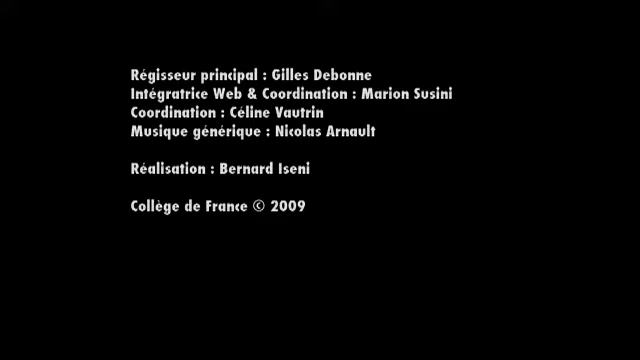 Régisseur principal : Gilles Debonne
Intégratrice Web & Coordination : Marion Susini
Coordination : Céline Vautrin
Musique générique : Nicolas Arnault
Réalisation : Bernard Iseni
Collège de France © 2009